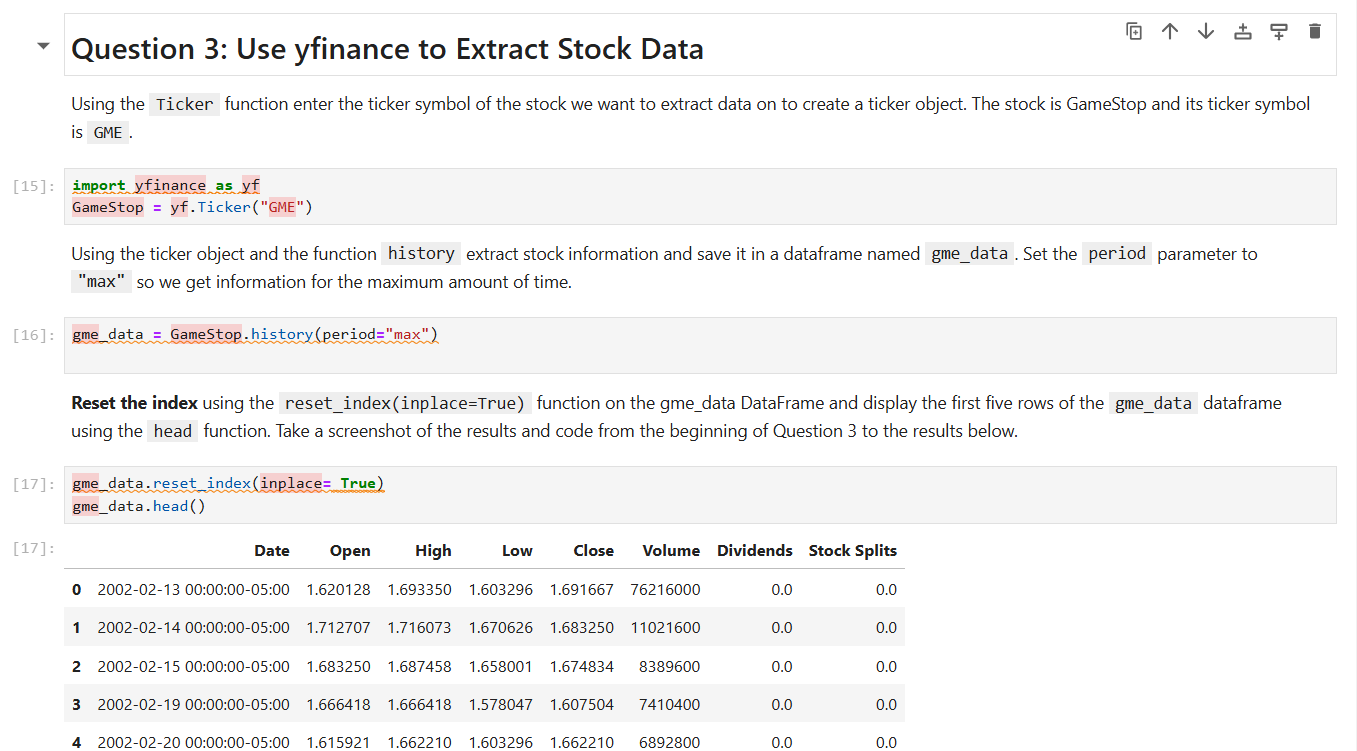 Question 3: Use yfinance to Extract Stock Data
Using the Ticker function enter the ticker symbol of the stock we want to extract data on to create a ticker object. The stock is GameStop and its ticker symbol
is GME .
[15]: import yfinance as yf
GameStop = yf.Ticker("GME")
Using the ticker object and the function history extract stock information and save it in a dataframe named gme_data . Set the period parameter to
"max" so we get information for the maximum amount of time.
[16]: gme_data = GameStop.history(period="max")
Reset the index using the reset_index(inplace=True) function on the gme_data DataFrame and display the first five rows of the gme_data dataframe
using the head function. Take a screenshot of the results and code from the beginning of Question 3 to the results below.
[17]: gme_data.reset_index(inplace= True)
gme_data.head()
[17]: Date Open High Low Close Volume Dividends Stock Splits
0 2002-02-13 00:00:00-05:00 1.620128 1.693350 1.603296 1.691667 76216000 0.0 0.0
1 2002-02-14 00:00:00-05:00 1.712707 1.716073 1.670626 1.683250 11021600 0.0 0.0
2 2002-02-15 00:00:00-05:00 1.683250 1.687458 1.658001 1.674834 8389600 0.0 0.0
3 2002-02-19 00:00:00-05:00 1.666418 1.666418 1.578047 1.607504 7410400 0.0 0.0
4 2002-02-20 00:00:00-05:00 1.615921 1.662210 1.603296 1.662210 6892800 0.0 0.0